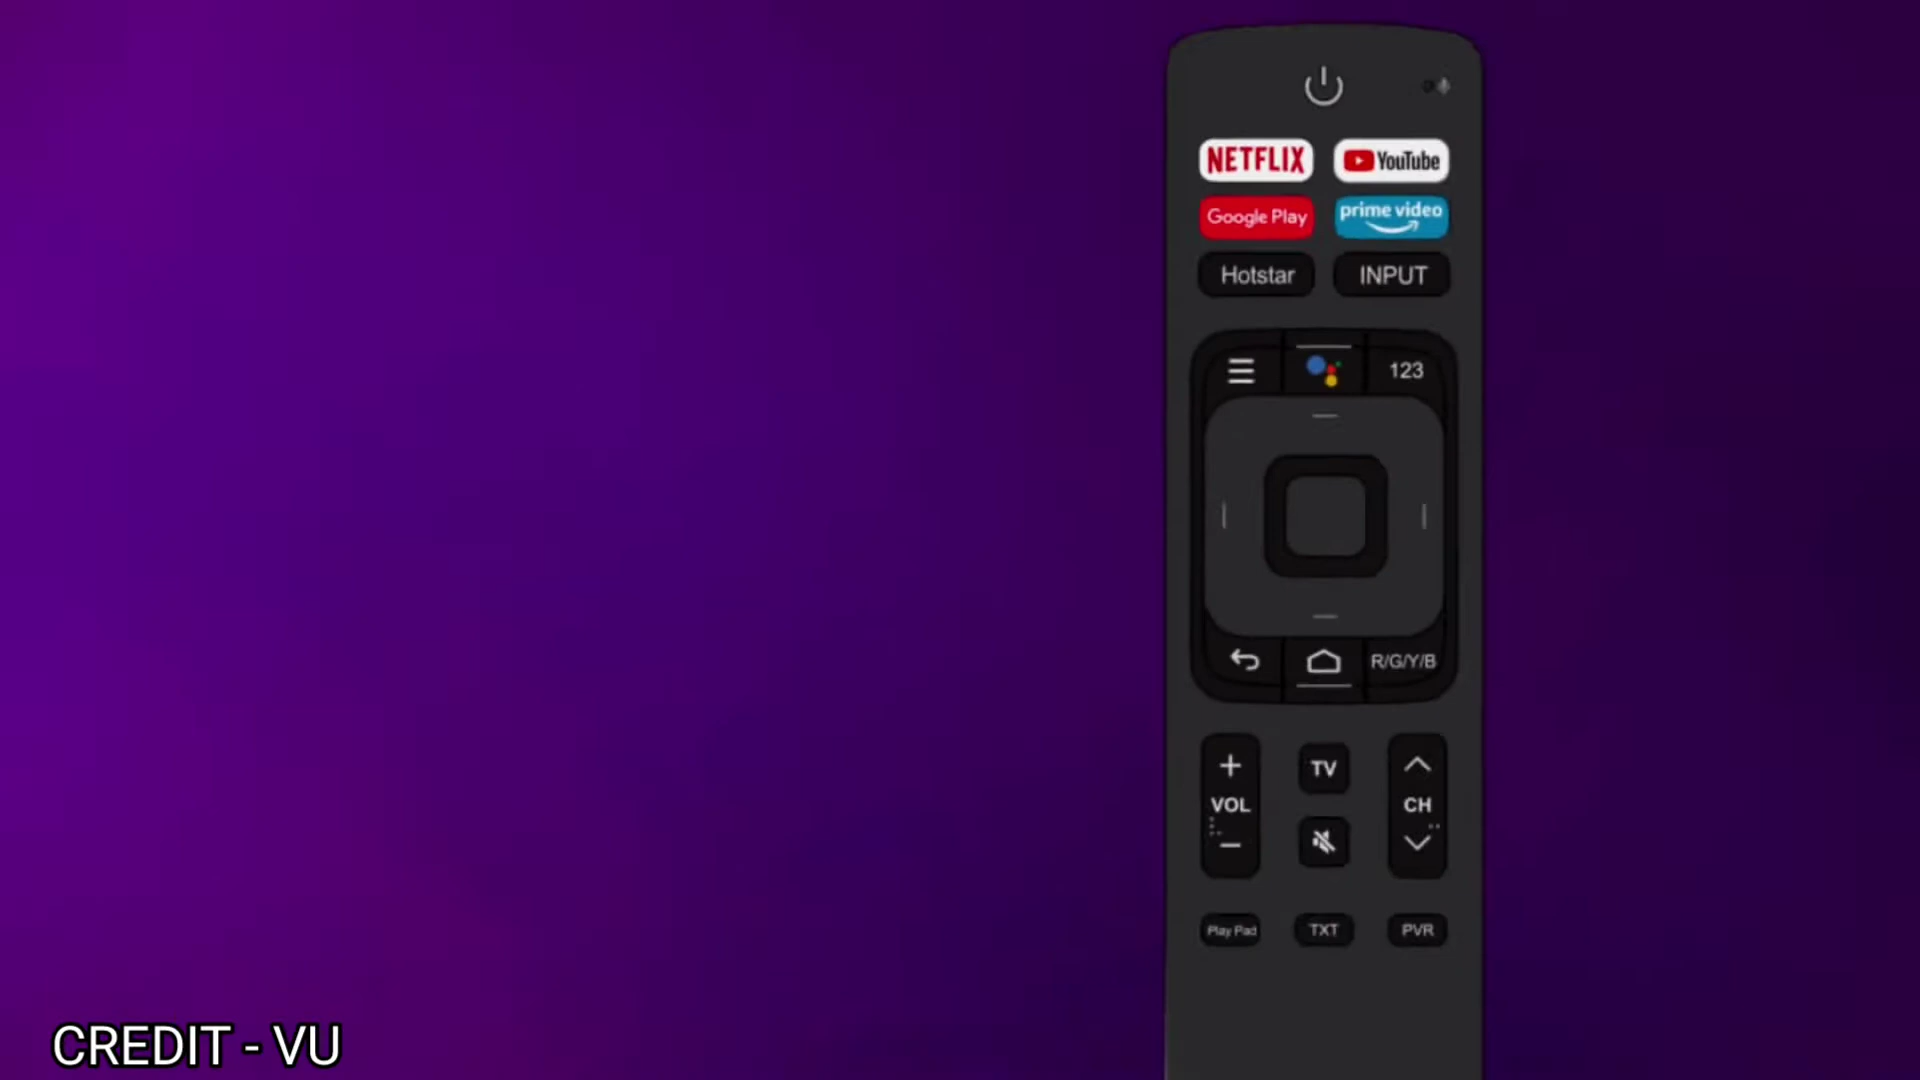 NETFLIX YouTube
Google Play prime video
Hotstar INPUT
123
R/G/Y/B
TV
VOL CH
Play Pad TXT PVR
CREDIT - VU